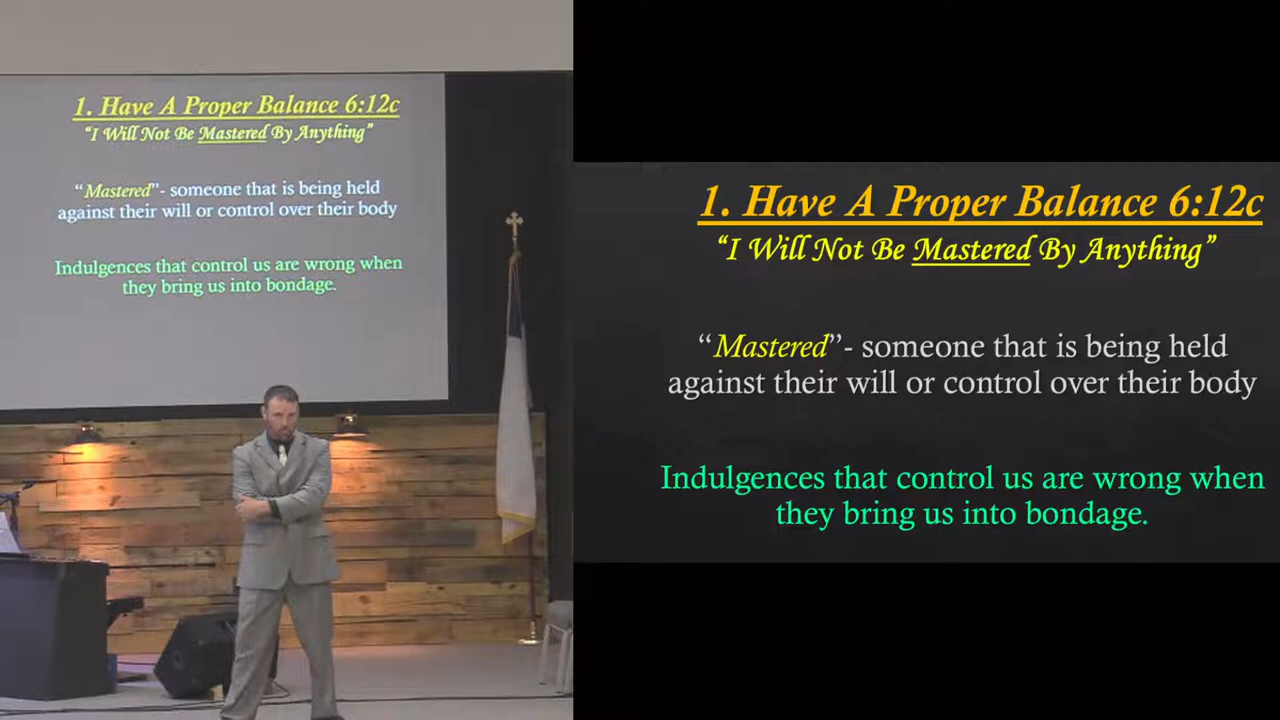 1. Have A Proper Balance 6:12c
“I Will Not Be Mastered By Anything”
“Mastered”- someone that is being held
against their will or control over their body
Indulgences that control us are wrong when
they bring us into bondage.
1. Have A Proper Balance 6:12c
“I Will Not Be Mastered By Anything”
“Mastered”- someone that is being held
against their will or control over their body
Indulgences that control us are wrong when
they bring us into bondage.